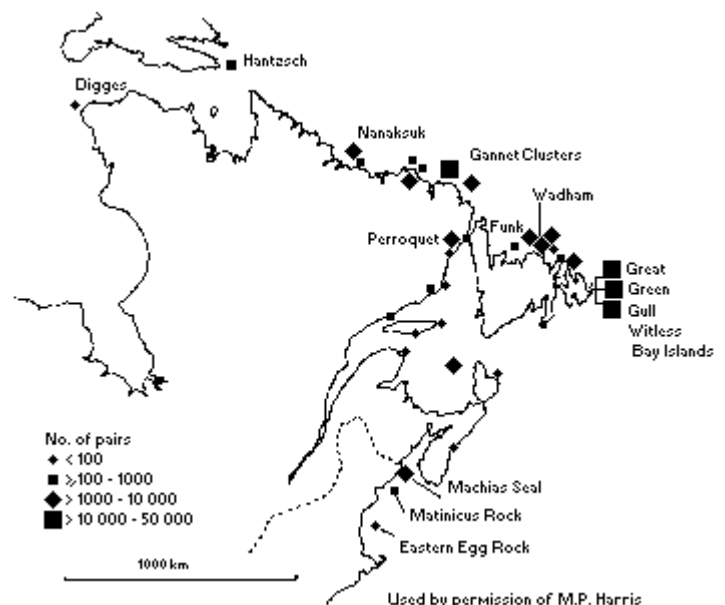 Hantzsch
Digges
Nanaksuk
Gannet Clusters
Wadham
Funk
Perroquet
Great
Green
Gull
Witless
Bay Islands
No. of pairs
< 100
⩾100 - 1000
> 1000 - 10 000
> 10 000 - 50 000
Machias Seal
Matinicus Rock
Eastern Egg Rock
1000 km
Used by permission of M.P. Harris